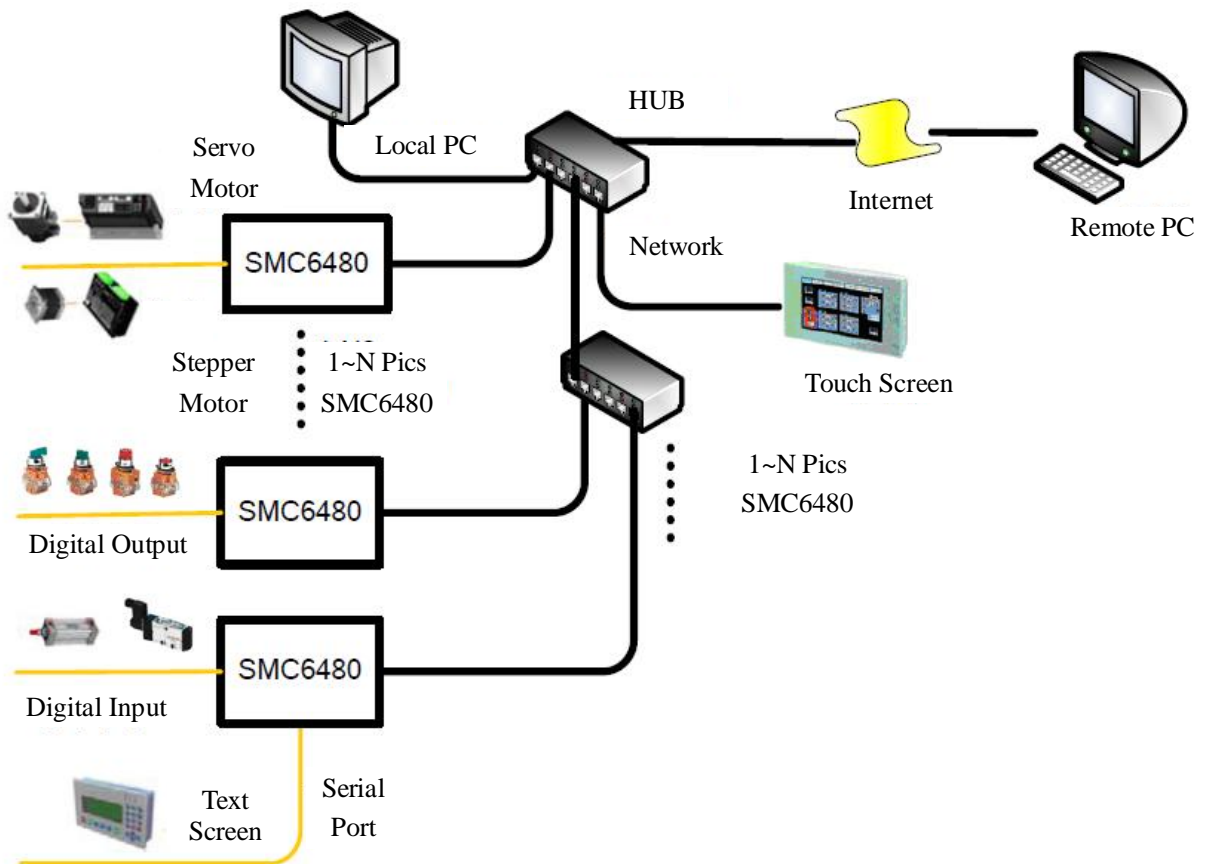 HUB
Local PC
Servo
Motor
Internet
Remote PC
SMC6480
Network
Stepper
Motor
1~N Pics
SMC6480
Touch Screen
1~N Pics
SMC6480
SMC6480
Digital Output
SMC6480
Digital Input
Text
Screen
Serial
Port